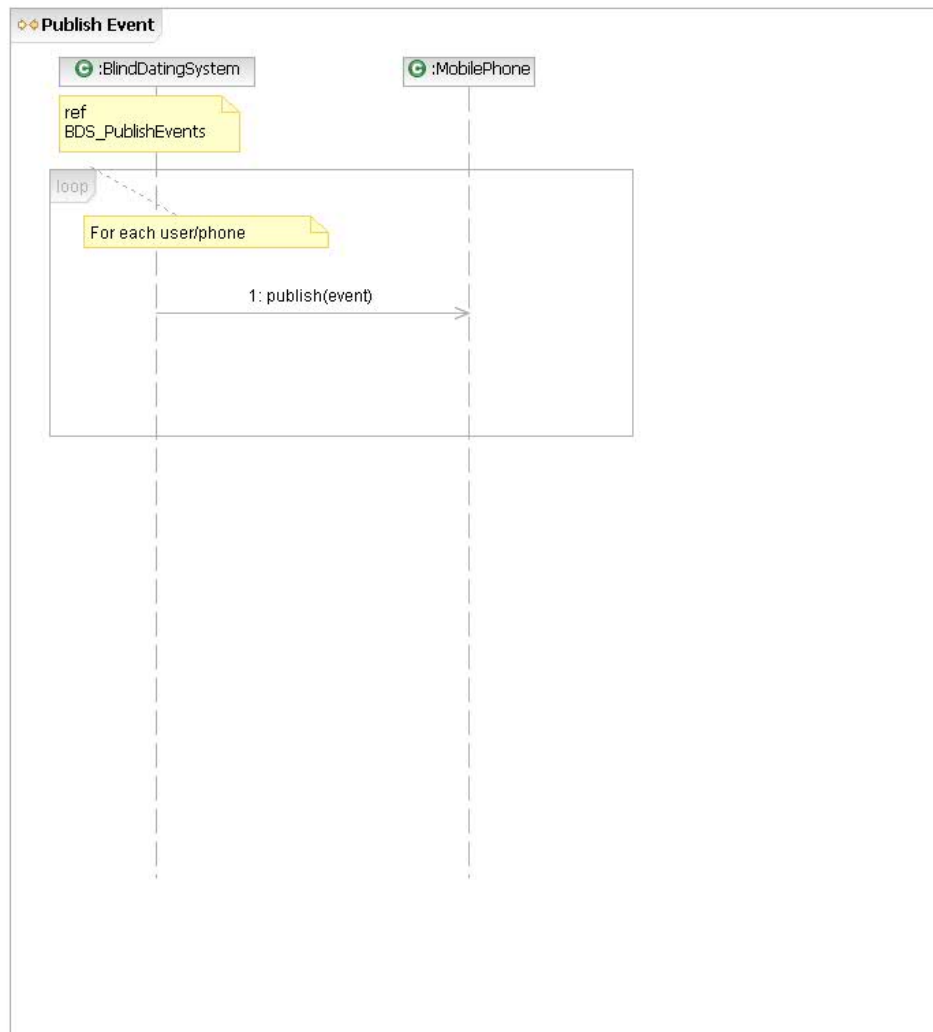 Publish Event
:BlindDatingSystem
:MobilePhone
ref
BDS_PublishEvents
loop
For each user/phone
1: publish(event)